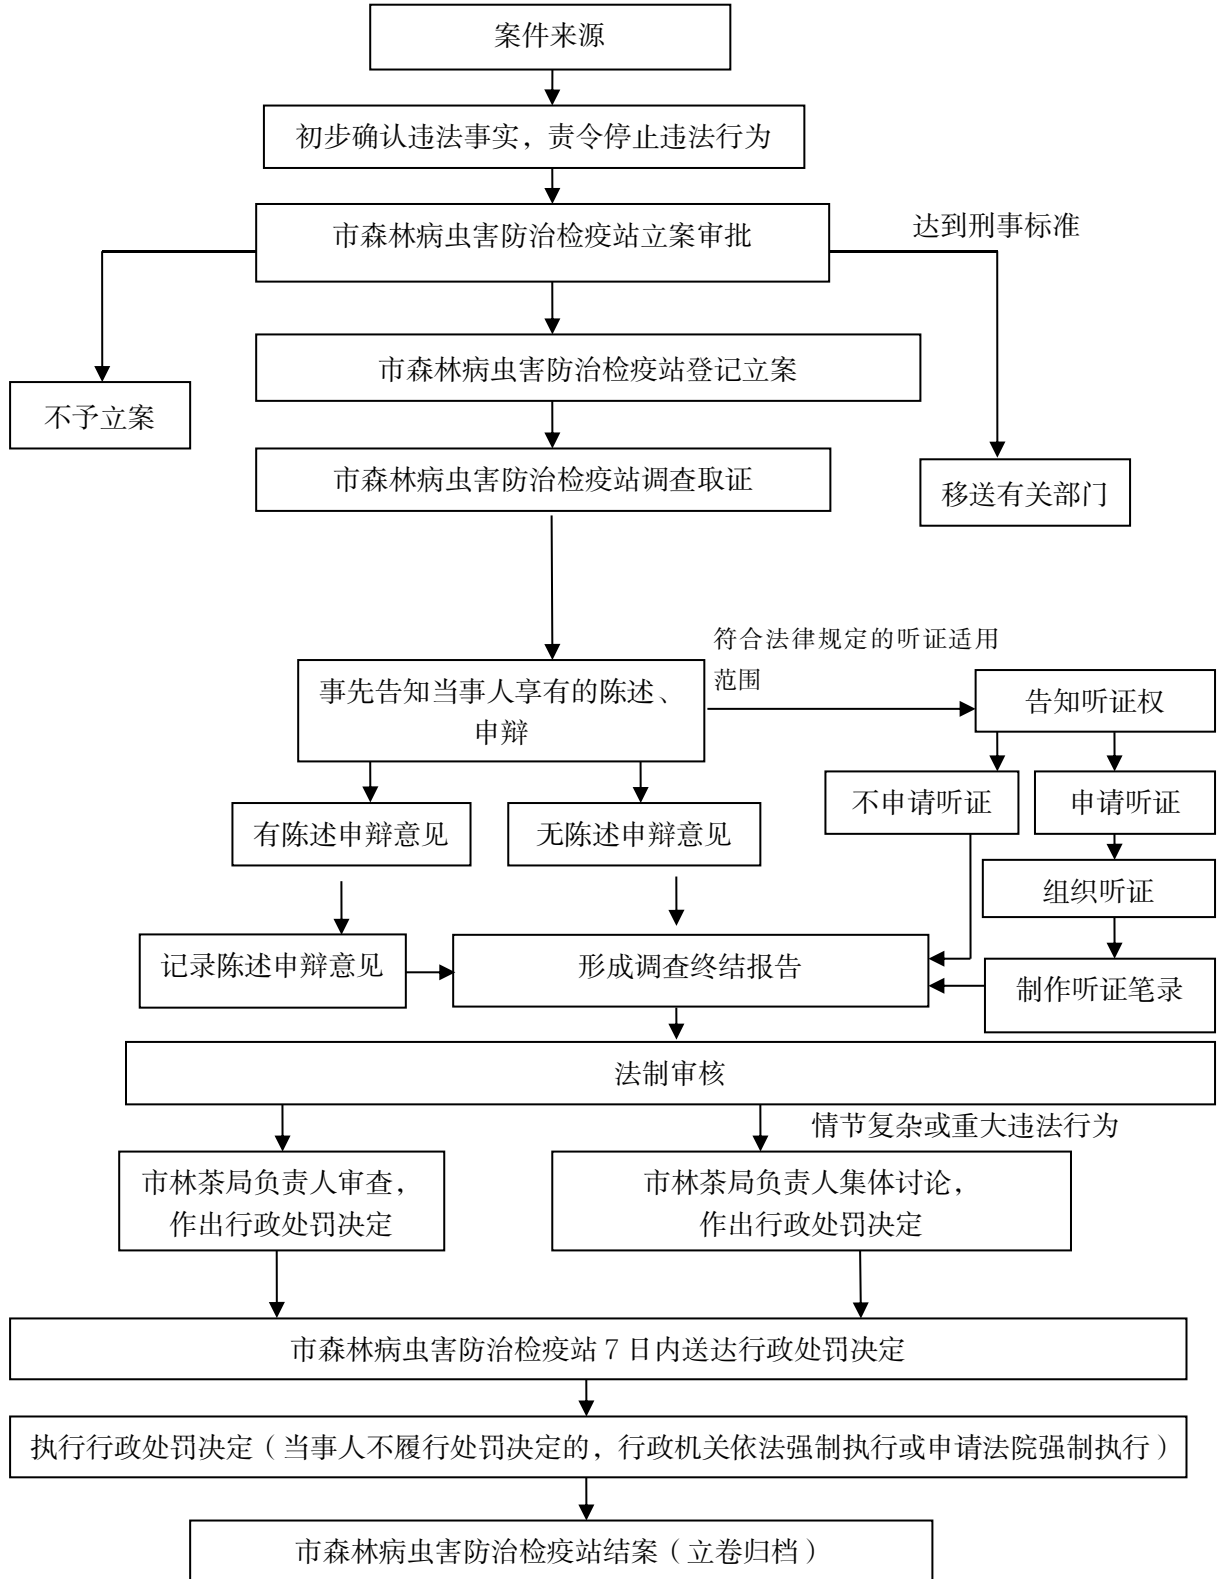 案件来源
初步确认违法事实，责令停止违法行为
市森林病虫害防治检疫站立案审批
达到刑事标准
市森林病虫害防治检疫站登记立案
不予立案
市森林病虫害防治检疫站调查取证
移送有关部门
符合法律规定的听证适用
范围
事先告知当事人享有的陈述、
申辩
告知听证权
不申请听证
申请听证
有陈述申辩意见
无陈述申辩意见
组织听证
记录陈述申辩意见
形成调查终结报告
制作听证笔录
法制审核
情节复杂或重大违法行为
市林茶局负责人审查，
作出行政处罚决定
市林茶局负责人集体讨论，
作出行政处罚决定
市森林病虫害防治检疫站 7 日内送达行政处罚决定
执行行政处罚决定（当事人不履行处罚决定的，行政机关依法强制执行或申请法院强制执行）
市森林病虫害防治检疫站结案（立卷归档）